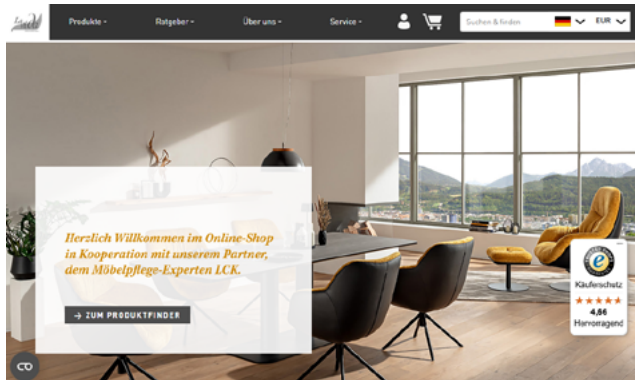 Produkte
Ratgeber
Über uns
Service
Suchen & finden
EUR
Herzlich Willkommen im Online-Shop
in Kooperation mit unserem Partner,
dem Möbelpflege-Experten LCK.
→ ZUM PRODUKTFINDER
e
Käuferschutz
★★★★★
4,66
Hervorragend